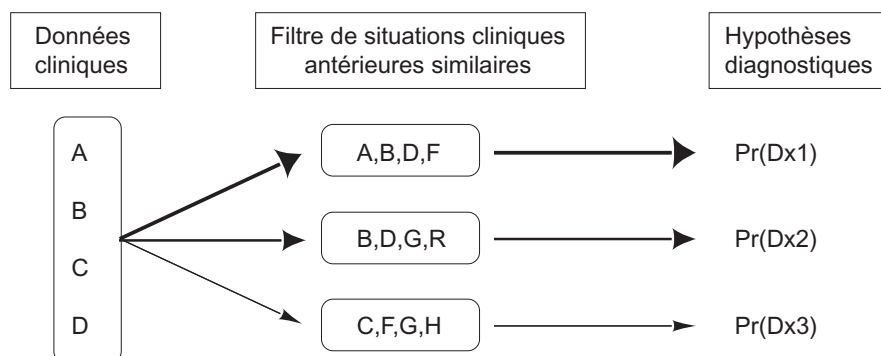 Données
cliniques
Filtre de situations cliniques
antérieures similaires
Hypothèses
diagnostiques
A
B
C
D
A,B,D,F
B,D,G,R
C,F,G,H
Pr(Dx1)
Pr(Dx2)
Pr(Dx3)